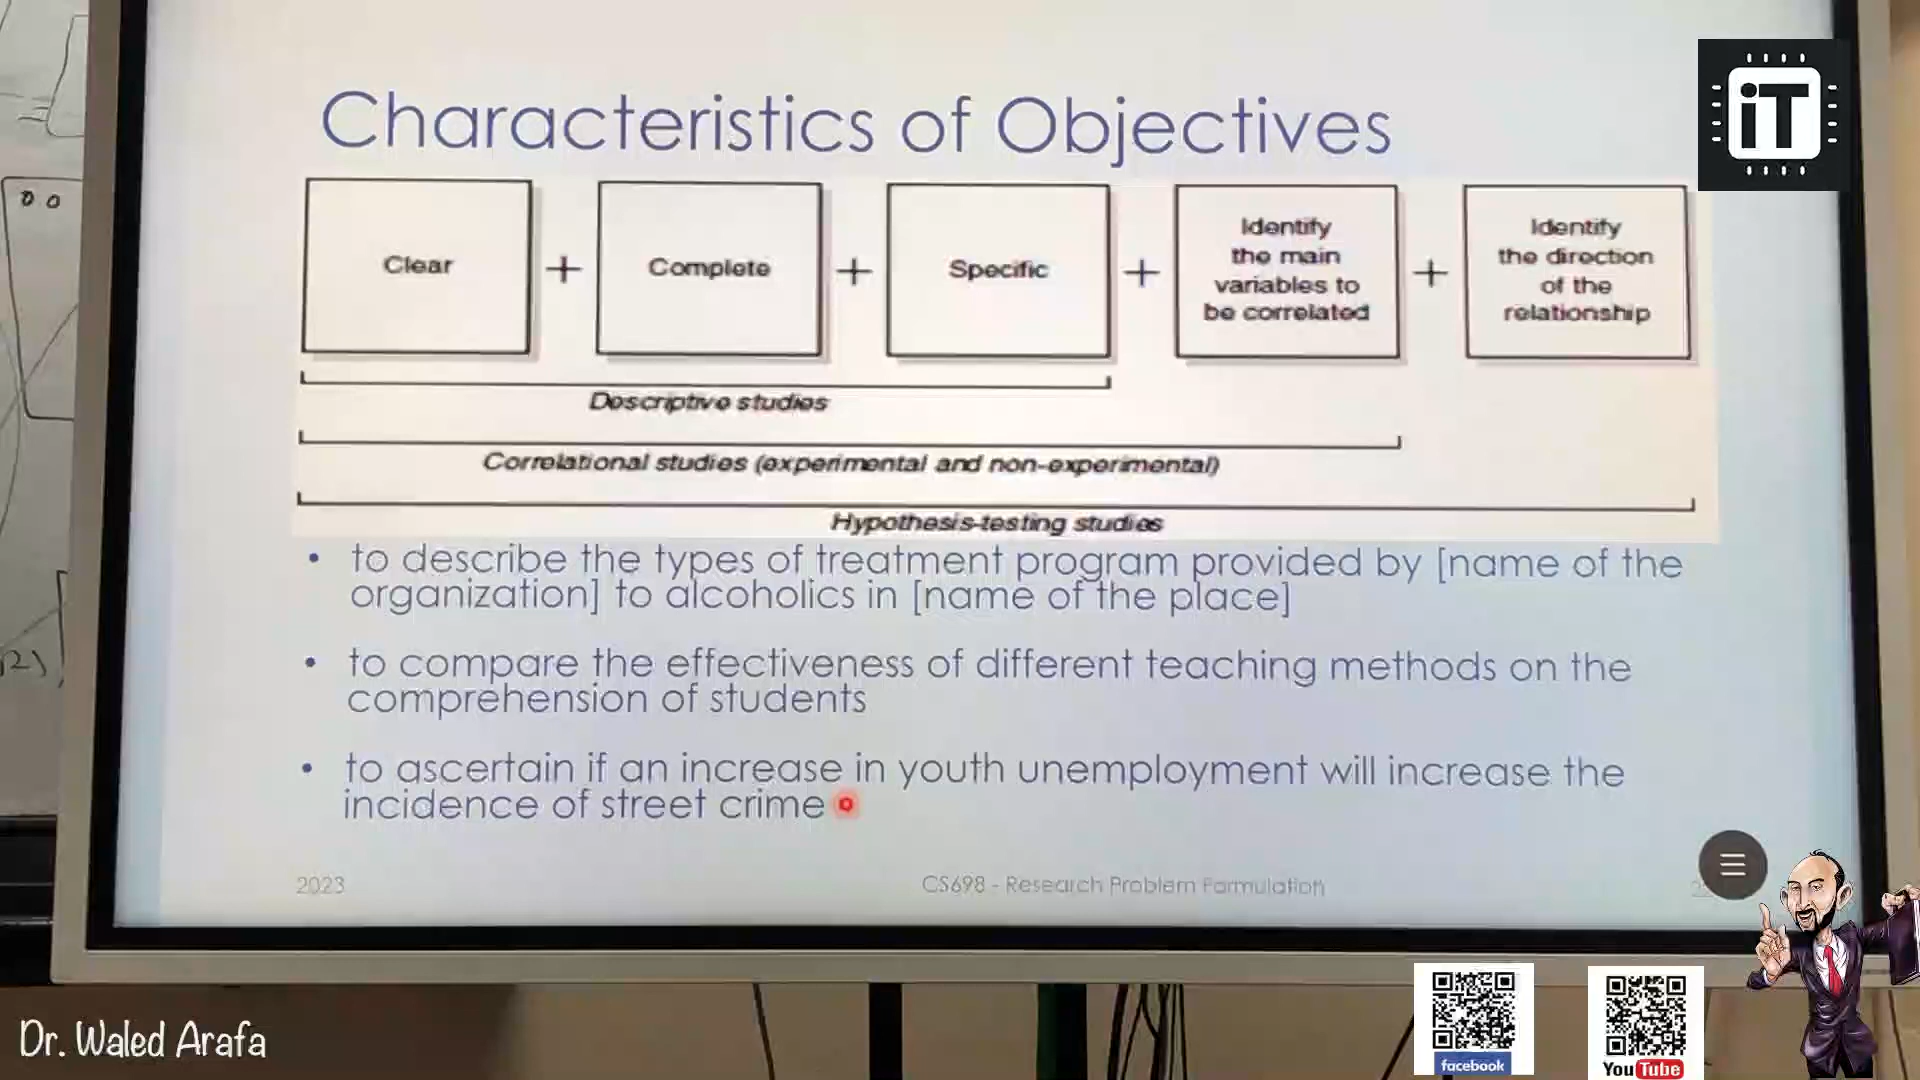 iT
Characteristics of Objectives
Clear
+
Complete
+
Specific
+
Identify
the main
variables to
be correlated
+
Identify
the direction
of the
relationship
Descriptive studies
Correlational studies (experimental and non-experimental)
Hypothesis-testing studies
• to describe the types of treatment program provided by [name of the
organization] to alcoholics in [name of the place]
• to compare the effectiveness of different teaching methods on the
comprehension of students
• to ascertain if an increase in youth unemployment will increase the
incidence of street crime
2023
CS698 - Research Problem Formulation
Dr. Waled Arafa
facebook
YouTube